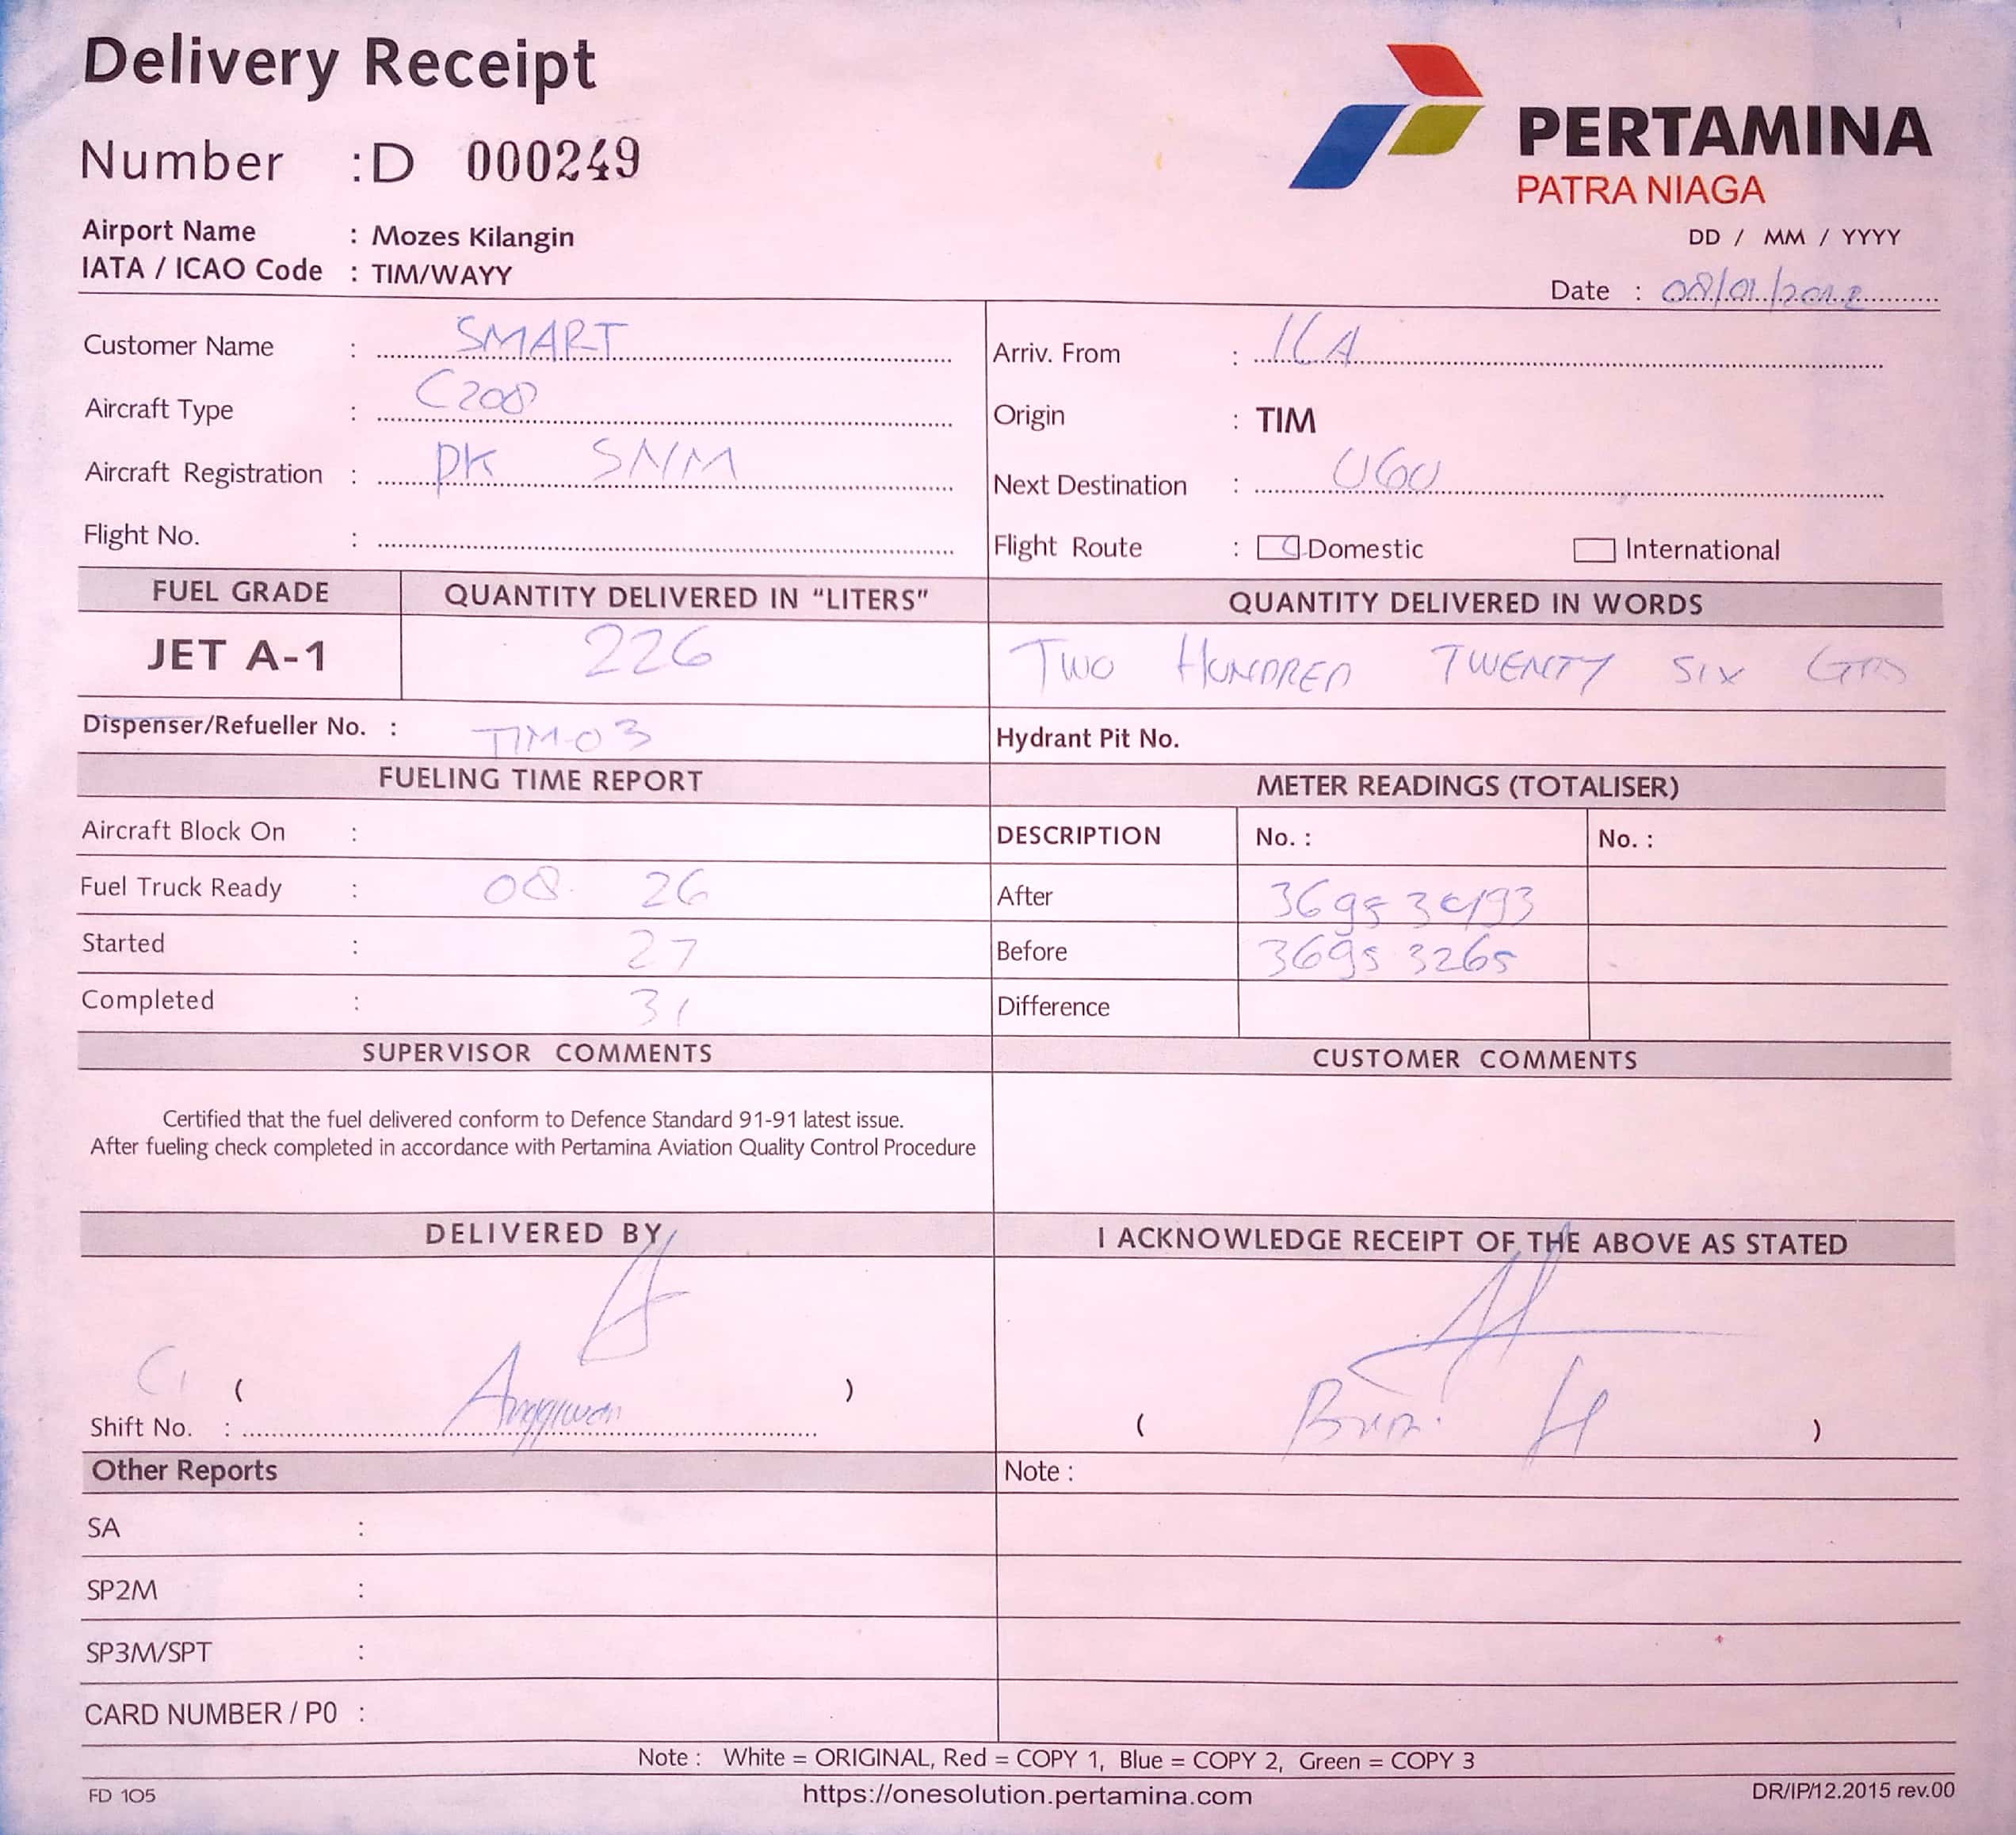 Delivery Receipt
Number : D 000249
PERTAMINA
PATRA NIAGA
Airport Name : Mozes Kilangin
IATA / ICAO Code : TIM/WAYY
DD / MM / YYYY
Date : 08/01/2022
Customer Name : SMART
Arriv. From : ILA
Aircraft Type : C208
Origin : TIM
Aircraft Registration : PK SNM
Next Destination : UGU
Flight No. :
Flight Route : Domestic International
FUEL GRADE QUANTITY DELIVERED IN “LITERS” QUANTITY DELIVERED IN WORDS
JET A-1 226 TWO HUNDRED TWENTY SIX
Dispenser/Refueller No. : TIM-03 Hydrant Pit No.
FUELING TIME REPORT METER READINGS (TOTALISER)
Aircraft Block On : DESCRIPTION No. : No. :
Fuel Truck Ready : 08 26 After
Started : 27 Before 3695 3265
Completed : 31 Difference
SUPERVISOR COMMENTS CUSTOMER COMMENTS
Certified that the fuel delivered conform to Defence Standard 91-91 latest issue.
After fueling check completed in accordance with Pertamina Aviation Quality Control Procedure
DELIVERED BY I ACKNOWLEDGE RECEIPT OF THE ABOVE AS STATED
( Anggiwan )
Shift No. :
( )
Other Reports Note :
SA :
SP2M :
SP3M/SPT :
CARD NUMBER / P0 :
Note : White = ORIGINAL, Red = COPY 1, Blue = COPY 2, Green = COPY 3
FD 105 https://onesolution.pertamina.com DR/IP/12.2015 rev.00